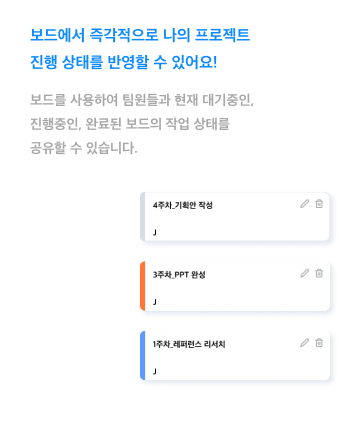 보드에서 즉각적으로 나의 프로젝트
진행 상태를 반영할 수 있어요!
보드를 사용하여 팀원들과 현재 대기중인,
진행중인, 완료된 보드의 작업 상태를
공유할 수 있습니다.
4주차_기획안 작성
J
3주차_PPT 완성
J
1주차_레퍼런스 리서치
J